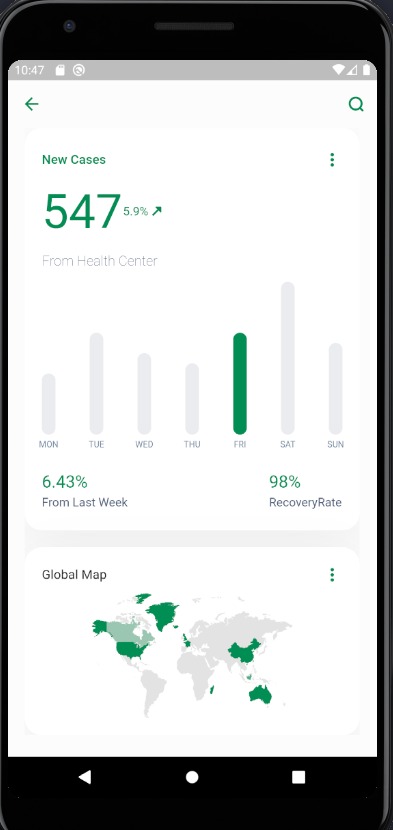 10:47
New Cases
547 5.9%
From Health Center
MON TUE WED THU FRI SAT SUN
6.43% 98%
From Last Week RecoveryRate
Global Map